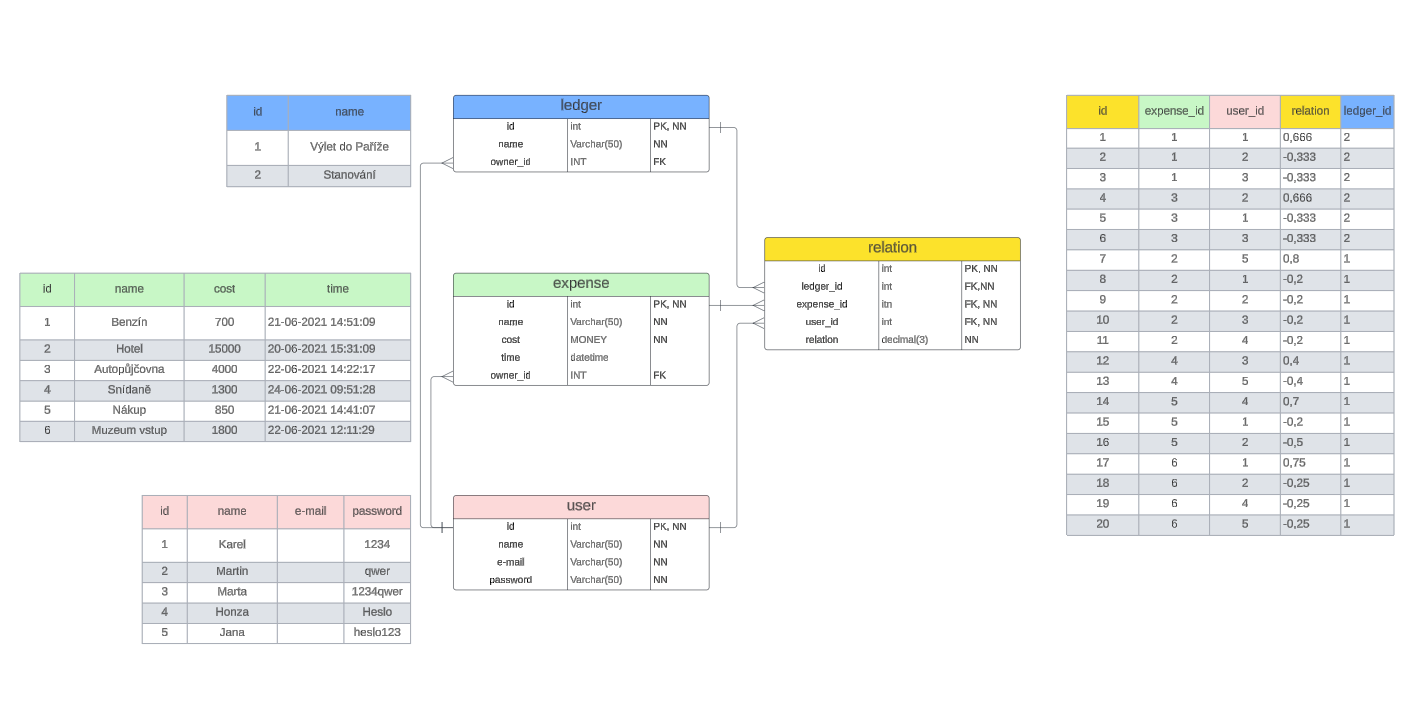 id name
1 Výlet do Paříže
2 Stanování
id name cost time
1 Benzín 700 21-06-2021 14:51:09
2 Hotel 15000 20-06-2021 15:31:09
3 Autopůjčovna 4000 22-06-2021 14:22:17
4 Snídaně 1300 24-06-2021 09:51:28
5 Nákup 850 21-06-2021 14:41:07
6 Muzeum vstup 1800 22-06-2021 12:11:29
id name e-mail password
1 Karel 1234
2 Martin qwer
3 Marta 1234qwer
4 Honza Heslo
5 Jana heslo123
ledger
id int PK, NN
name Varchar(50) NN
owner_id INT FK
expense
id int PK, NN
name Varchar(50) NN
cost MONEY NN
time datetime
owner_id INT FK
user
id int PK, NN
name Varchar(50) NN
e-mail Varchar(50) NN
password Varchar(50) NN
relation
id int PK, NN
ledger_id int FK,NN
expense_id itn FK, NN
user_id int FK, NN
relation decimal(3) NN
id expense_id user_id relation ledger_id
1 1 1 0,666 2
2 1 2 -0,333 2
3 1 3 -0,333 2
4 3 2 0,666 2
5 3 1 -0,333 2
6 3 3 -0,333 2
7 2 5 0,8 1
8 2 1 -0,2 1
9 2 2 -0,2 1
10 2 3 -0,2 1
11 2 4 -0,2 1
12 4 3 0,4 1
13 4 5 -0,4 1
14 5 4 0,7 1
15 5 1 -0,2 1
16 5 2 -0,5 1
17 6 1 0,75 1
18 6 2 -0,25 1
19 6 4 -0,25 1
20 6 5 -0,25 1